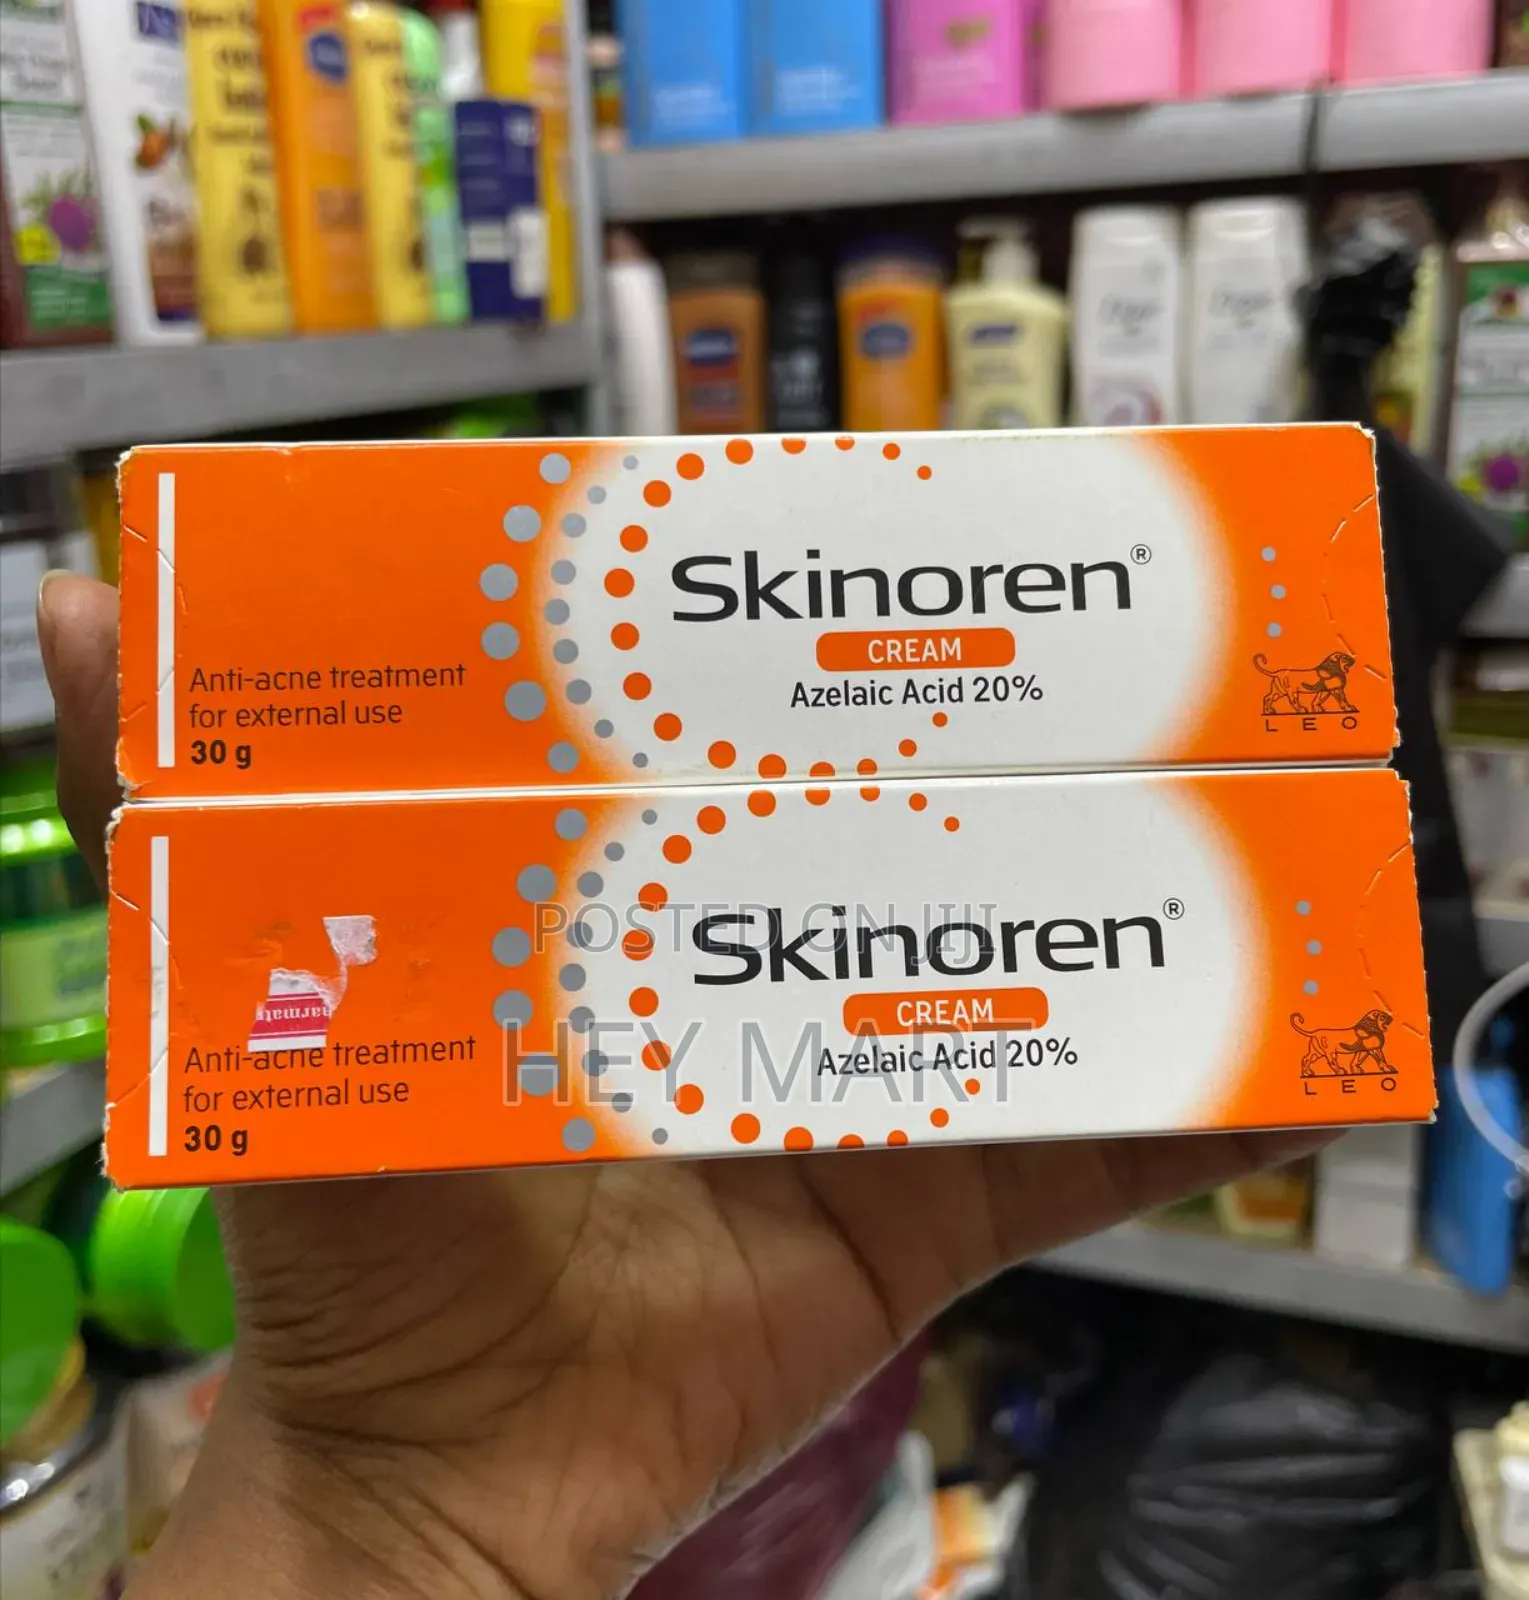 Skinoren®
CREAM
Azelaic Acid 20%
Anti-acne treatment
for external use
30 g
LEO
Skinoren®
CREAM
Azelaic Acid 20%
Anti-acne treatment
for external use
30 g
LEO
POSTED ON JIJI
HEY MART